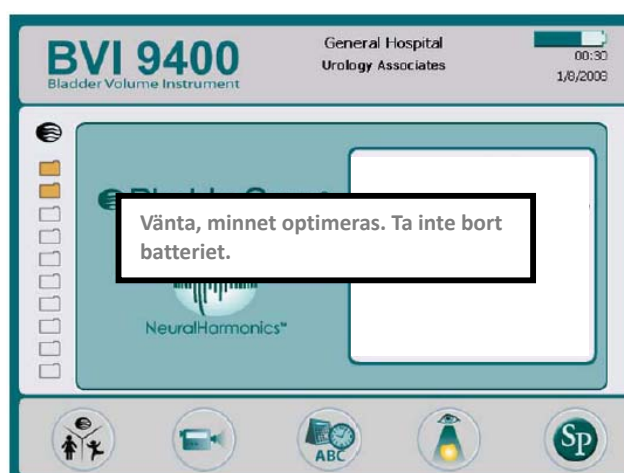 BVI 9400
Bladder Volume Instrument
General Hospital
Urology Associates
00:30
1/8/2008
Vänta, minnet optimeras. Ta inte bort
batteriet.
NeuralHarmonics™
ABC
SP